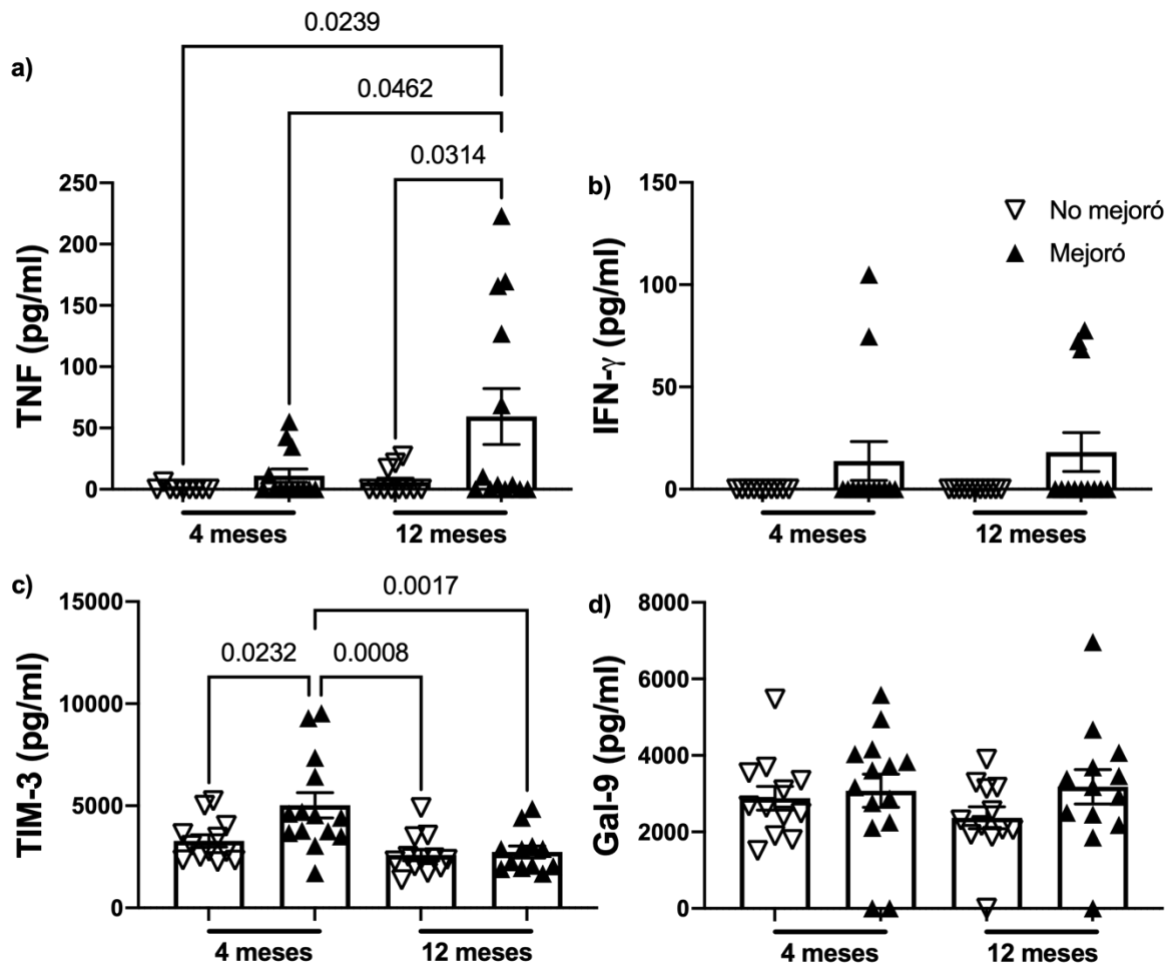 a)
0.0239
0.0462
0.0314
TNF (pg/ml)
250
200
150
100
50
0
4 meses
12 meses
b)
IFN-γ (pg/ml)
150
100
50
0
No mejoró
Mejoró
4 meses
12 meses
c)
0.0017
0.0232
0.0008
TIM-3 (pg/ml)
15000
10000
5000
0
4 meses
12 meses
d)
Gal-9 (pg/ml)
8000
6000
4000
2000
0
4 meses
12 meses